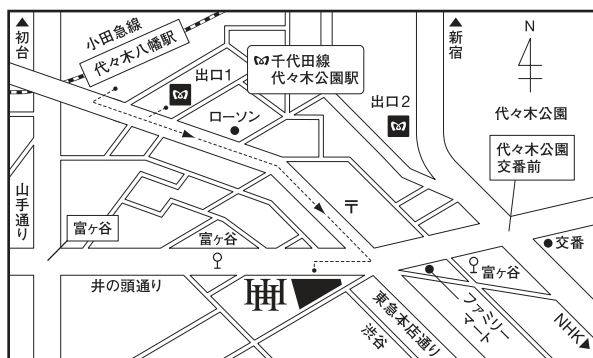 ▲初台
小田急線
代々木八幡駅
千代田線
代々木公園駅
▲新宿
N
出口1
出口2
ローソン
代々木公園
代々木公園
交番前
山手通り
〒
富ヶ谷
富ヶ谷
交番
富ヶ谷
井の頭通り
ファミリー
マート
東急本店通り
渋谷
NHK▶